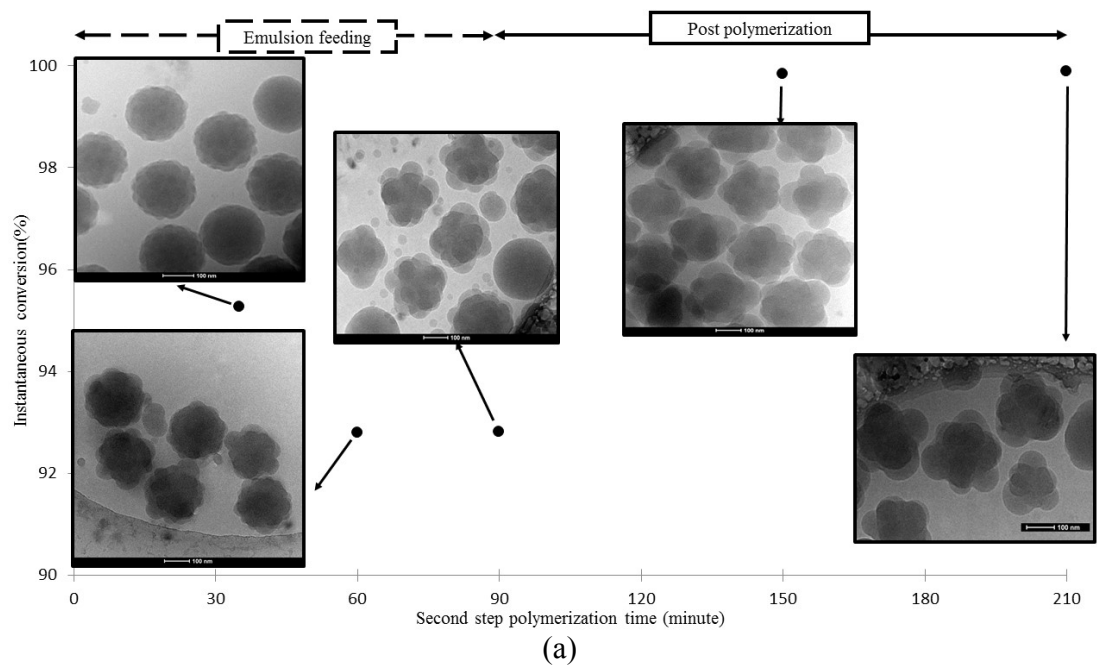 Emulsion feeding
Post polymerization
100
98
96
94
92
90
Instantaneous conversion(%)
100 nm
100 nm
100 nm
100 nm
100 nm
0
30
60
90
120
150
180
210
Second step polymerization time (minute)
(a)